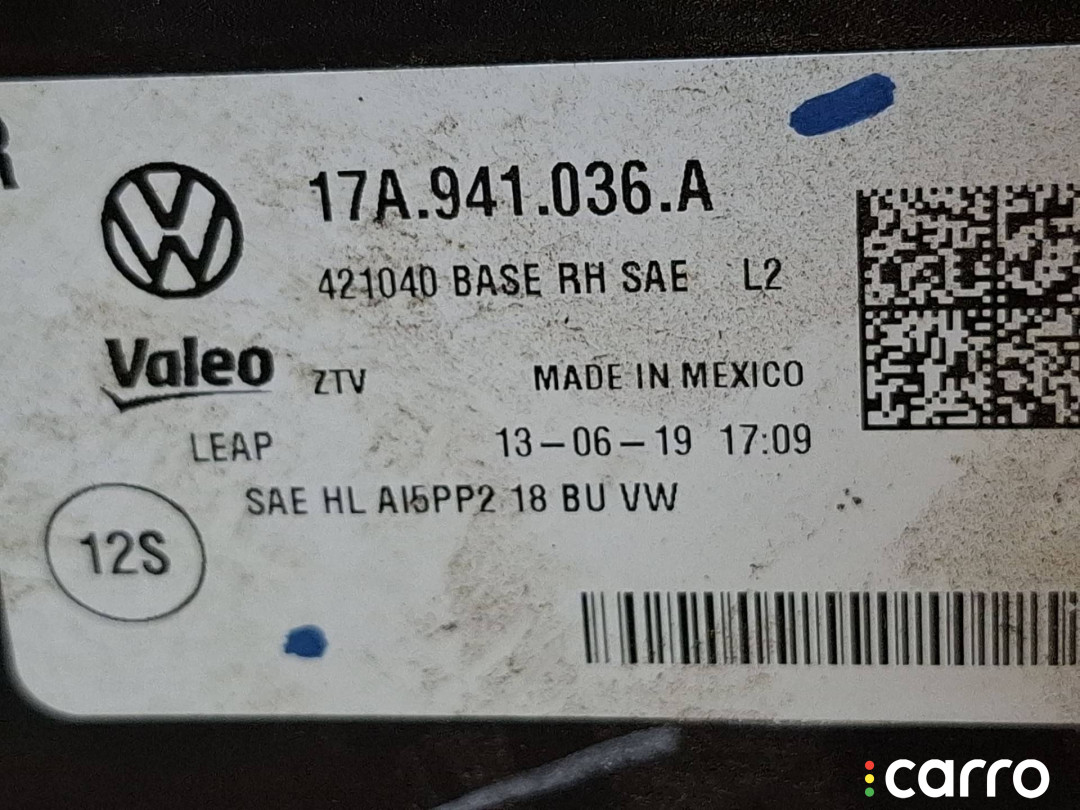 R
17A.941.036.A
421040 BASE RH SAE L2
Valeo ZTV MADE IN MEXICO
LEAP 13-06-19 17:09
SAE HL AI5PP2 18 BU VW
12S
carro